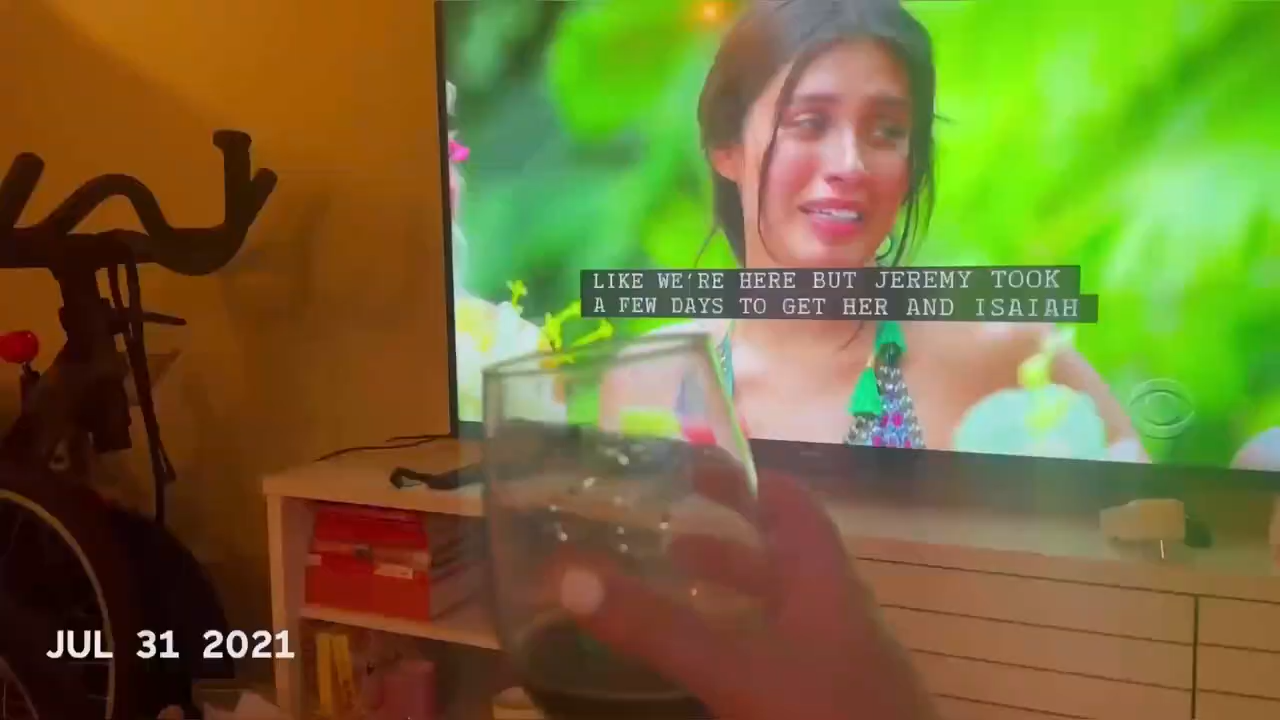 LIKE WE'RE HERE BUT JEREMY TOOK
A FEW DAYS TO GET HER AND ISAIAH
JUL 31 2021